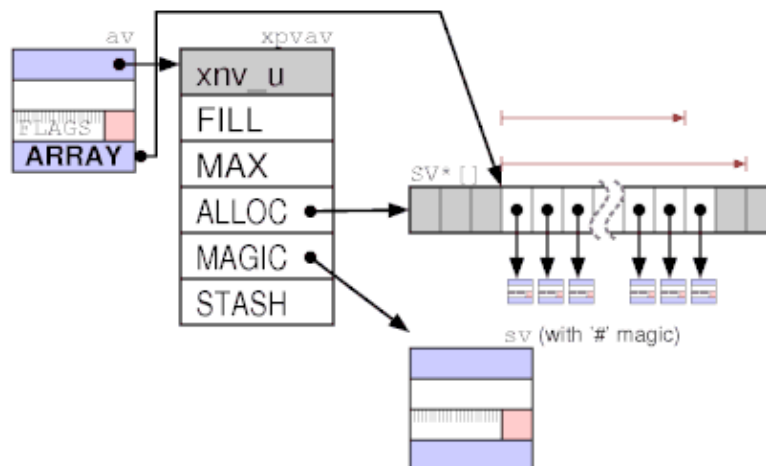 av
xpvav
xnv_u
FILL
FLAGS
MAX
ARRAY
SV*[]
ALLOC
MAGIC
STASH
sv (with '#' magic)